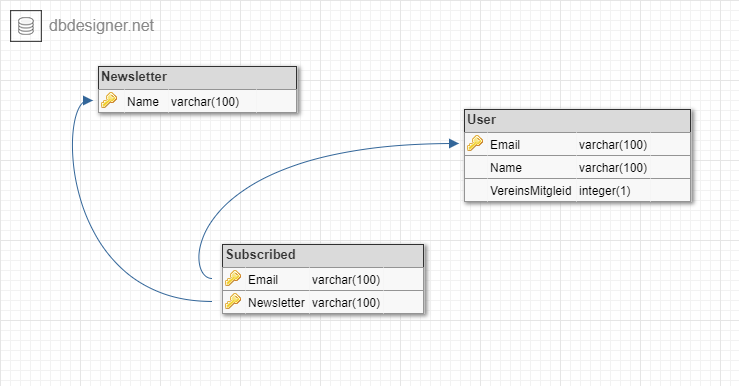 dbdesigner.net
Newsletter
Name varchar(100)
User
Email varchar(100)
Name varchar(100)
VereinsMitgleid integer(1)
Subscribed
Email varchar(100)
Newsletter varchar(100)